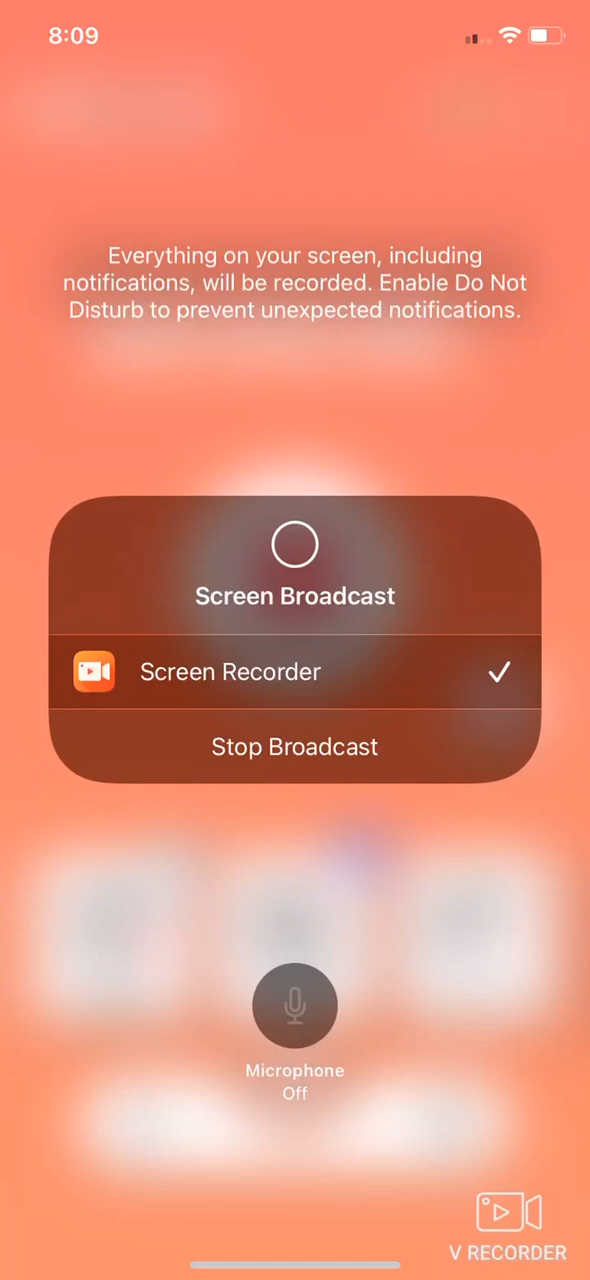 8:09
Everything on your screen, including
notifications, will be recorded. Enable Do Not
Disturb to prevent unexpected notifications.
Screen Broadcast
Screen Recorder
Stop Broadcast
Microphone
Off
V RECORDER